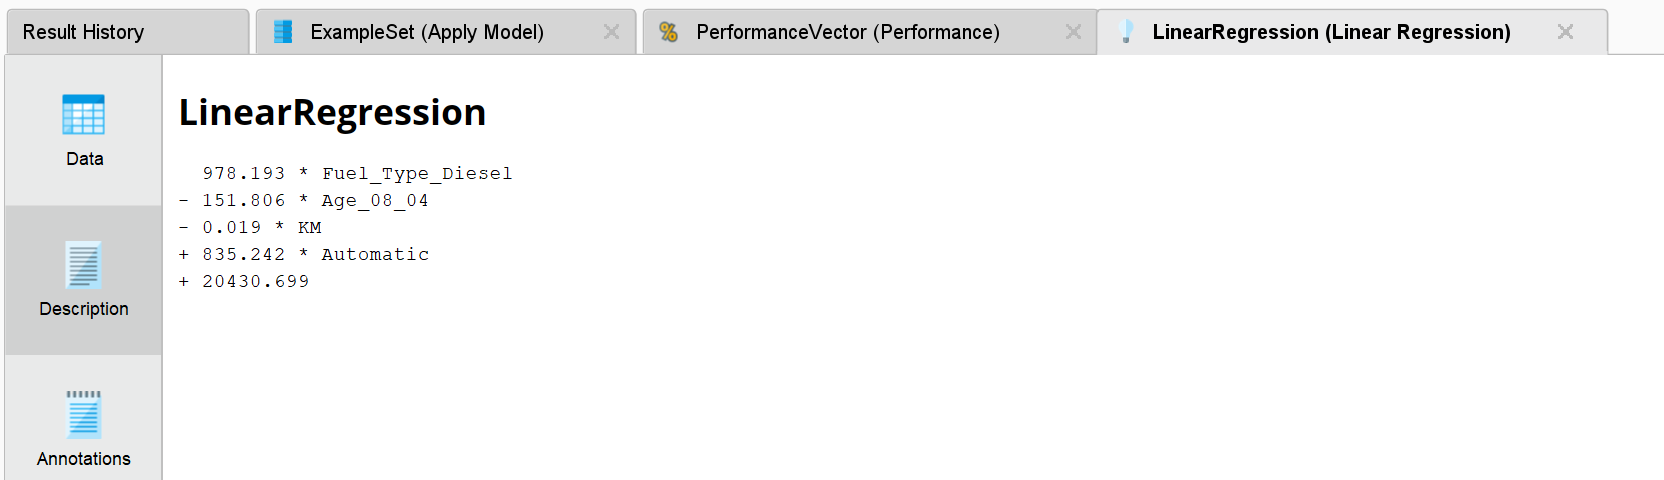 Result History
ExampleSet (Apply Model)
PerformanceVector (Performance)
LinearRegression (Linear Regression)
Data
Description
Annotations
LinearRegression
978.193 * Fuel_Type_Diesel
- 151.806 * Age_08_04
- 0.019 * KM
+ 835.242 * Automatic
+ 20430.699